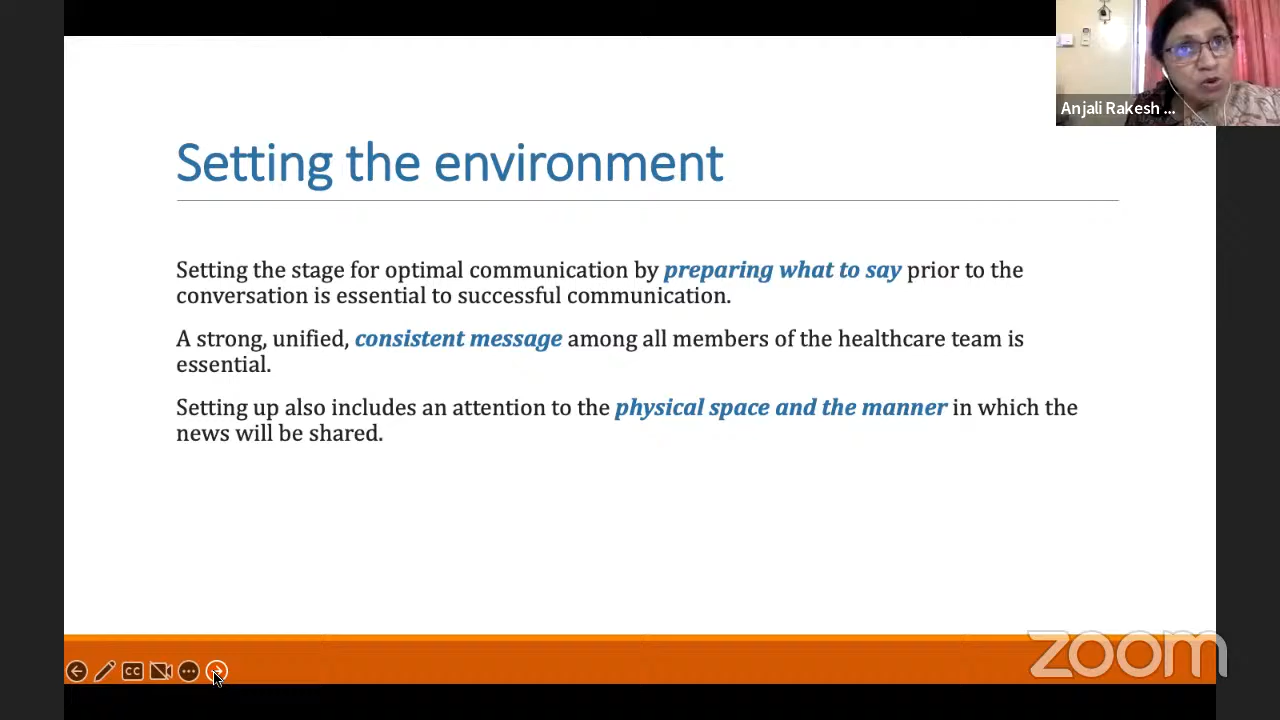 Anjali Rakesh ...
Setting the environment
Setting the stage for optimal communication by preparing what to say prior to the
conversation is essential to successful communication.
A strong, unified, consistent message among all members of the healthcare team is
essential.
Setting up also includes an attention to the physical space and the manner in which the
news will be shared.
CC
zoom